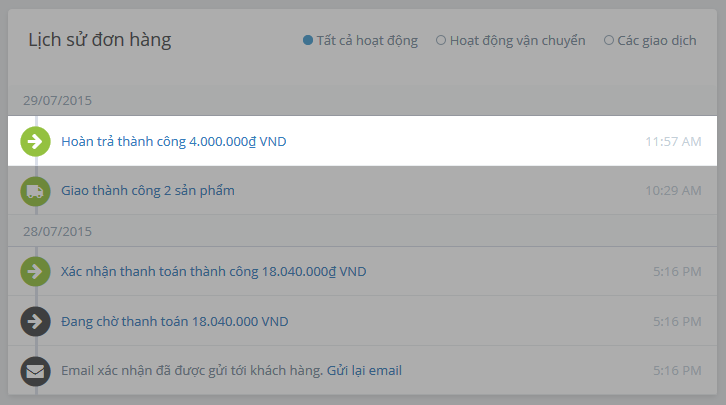 Lịch sử đơn hàng
Tất cả hoạt động Hoạt động vận chuyển Các giao dịch
29/07/2015
Hoàn trả thành công 4.000.000₫ VND 11:57 AM
Giao thành công 2 sản phẩm 10:29 AM
28/07/2015
Xác nhận thanh toán thành công 18.040.000₫ VND 5:16 PM
Đang chờ thanh toán 18.040.000 VND 5:16 PM
Email xác nhận đã được gửi tới khách hàng. Gửi lại email 5:16 PM